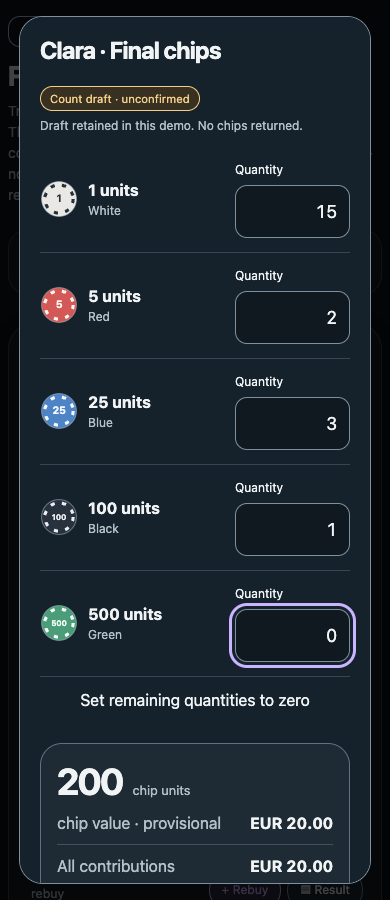 Clara · Final chips
Count draft · unconfirmed
Draft retained in this demo. No chips returned.
1
1 units
White
Quantity
15
5
5 units
Red
Quantity
2
25
25 units
Blue
Quantity
3
100
100 units
Black
Quantity
1
500
500 units
Green
Quantity
0
Set remaining quantities to zero
200 chip units
chip value · provisional EUR 20.00
All contributions EUR 20.00
rebuy + Rebuy Result